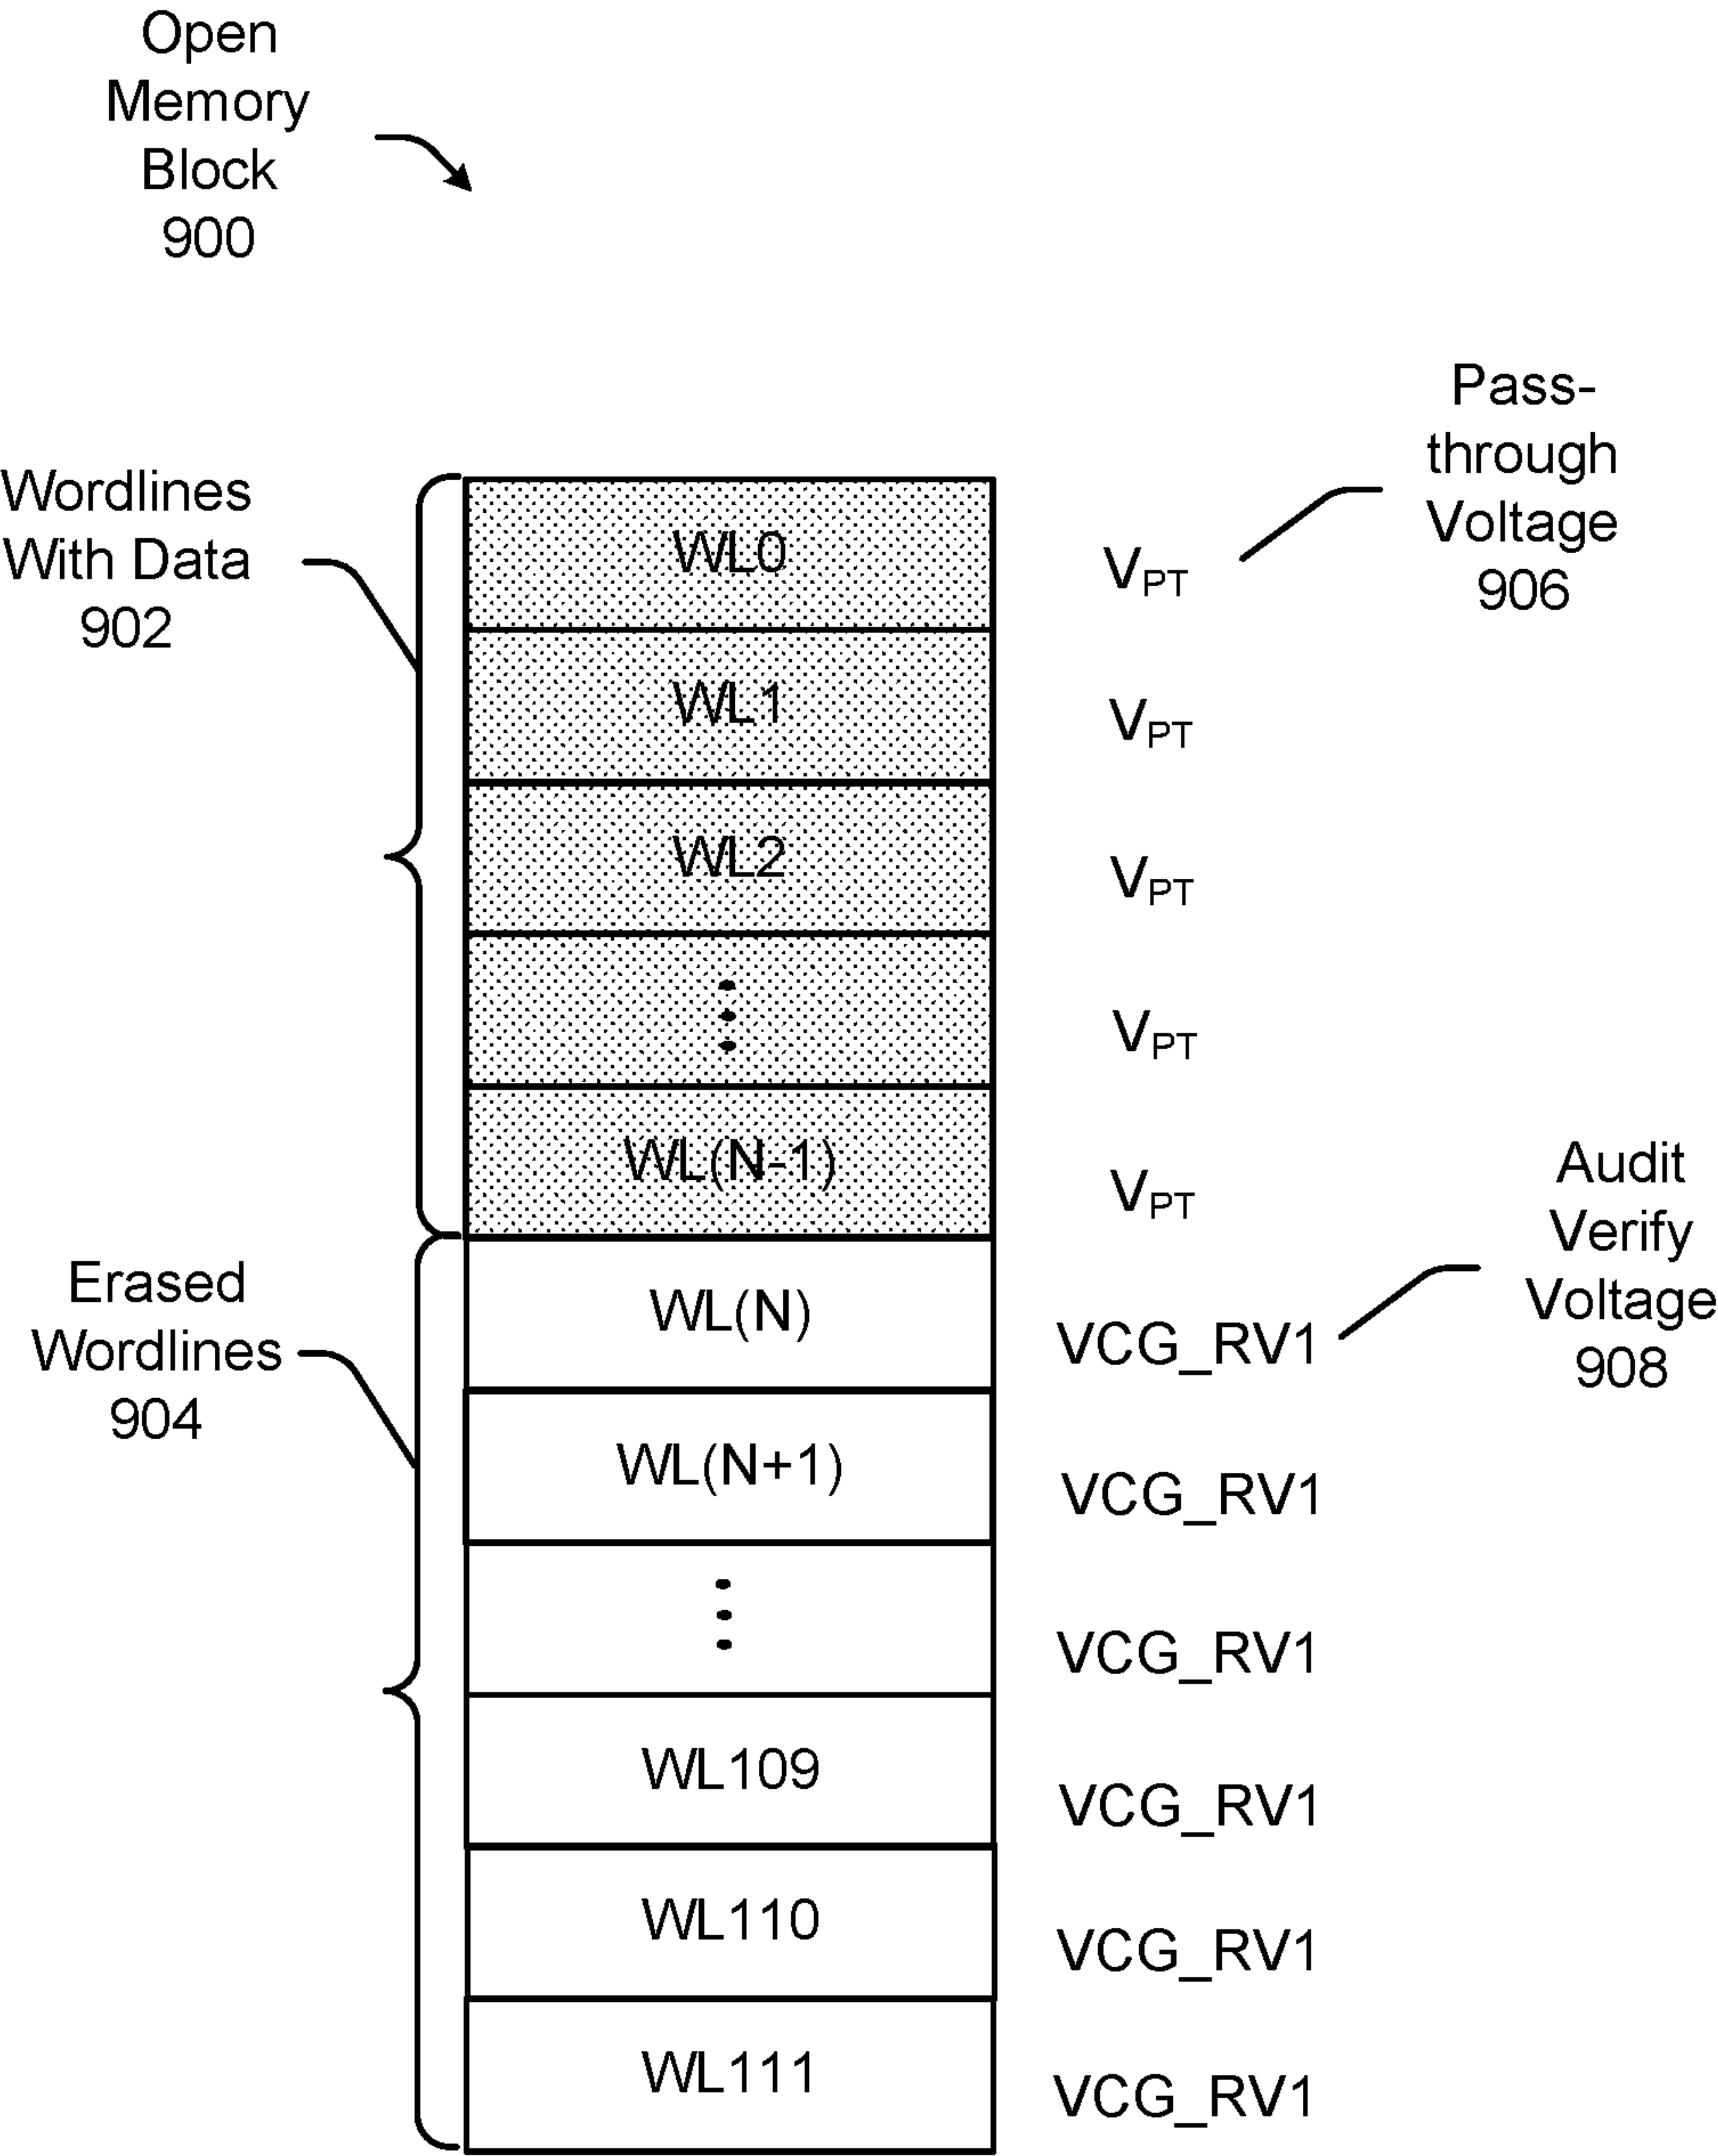 Open
Memory
Block
900
Wordlines
With Data
902
Pass-
through
Voltage
906
WL0
VPT
WL1
VPT
WL2
VPT
⋮
VPT
WL(N-1)
VPT
Audit
Verify
Voltage
908
Erased
Wordlines
904
WL(N)
VCG_RV1
WL(N+1)
VCG_RV1
⋮
VCG_RV1
WL109
VCG_RV1
WL110
VCG_RV1
WL111
VCG_RV1